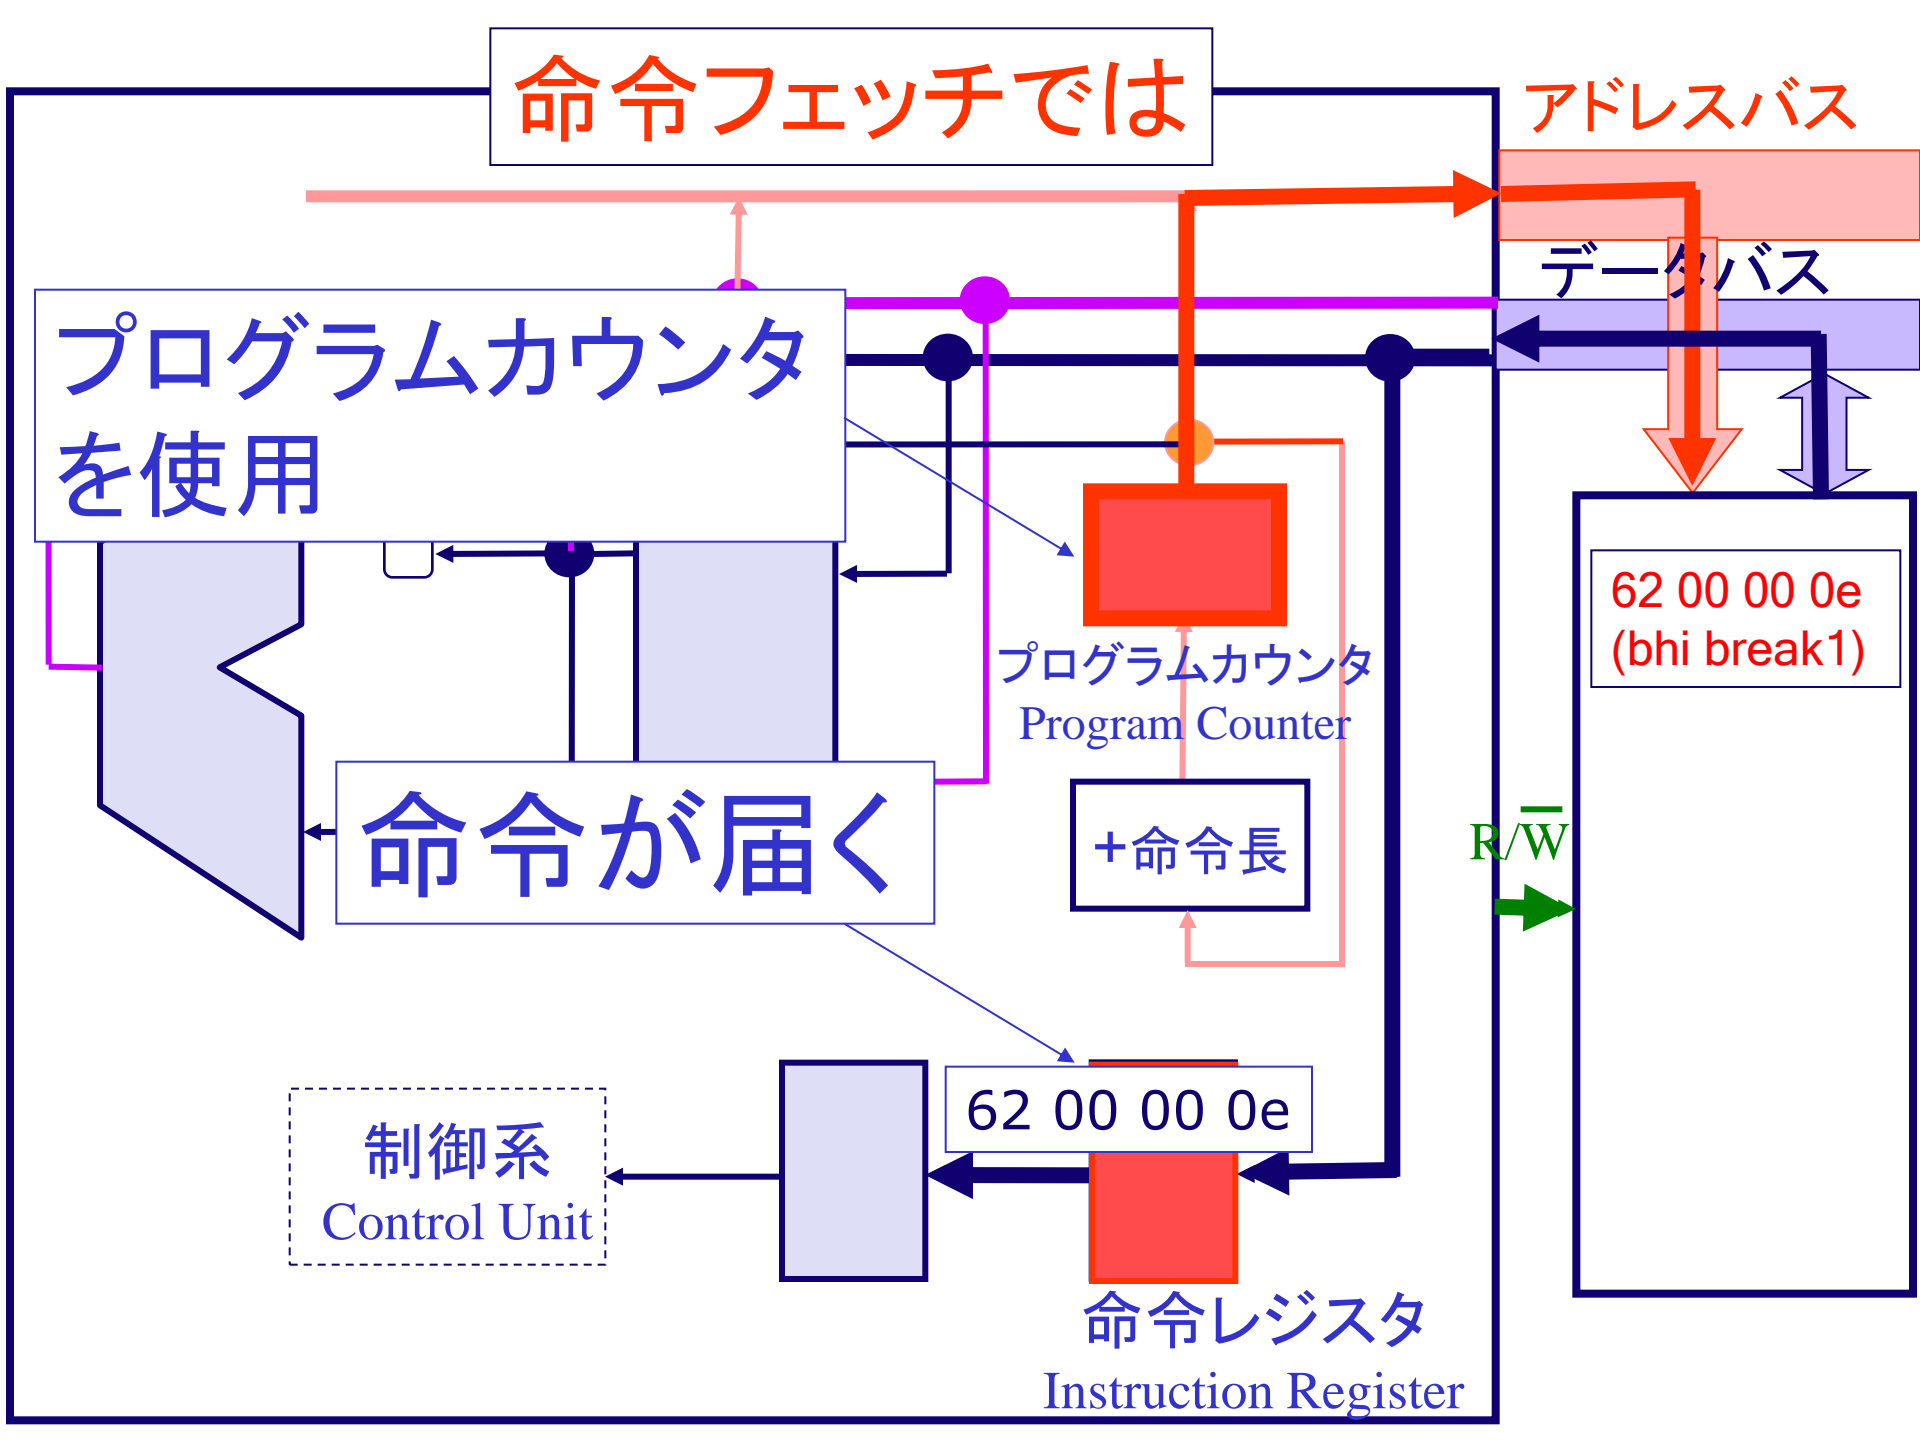 命令フェッチでは
アドレスバス
データバス
プログラムカウンタ
を使用
62 00 00 0e
(bhi break1)
プログラムカウンタ
Program Counter
命令が届く
+命令長
R/W̅
62 00 00 0e
制御系
Control Unit
命令レジスタ
Instruction Register